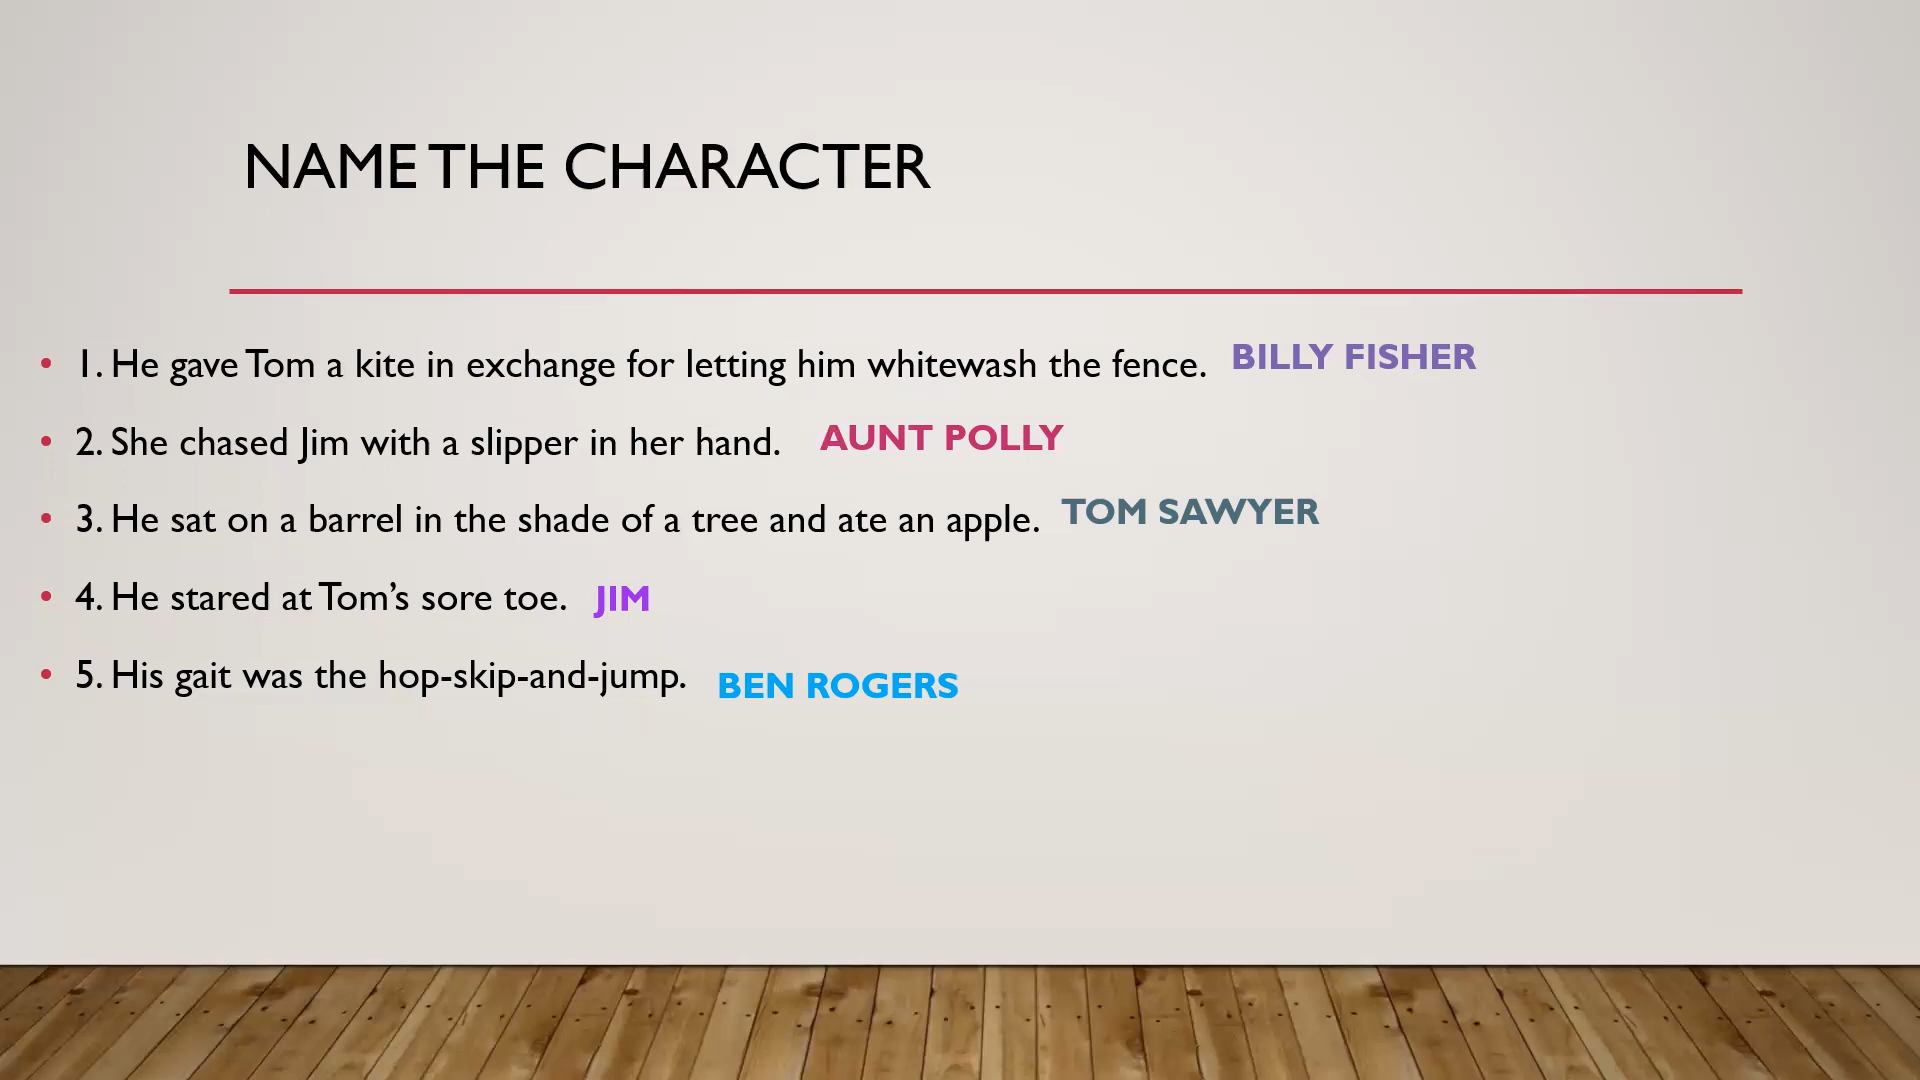 NAME THE CHARACTER
• 1. He gave Tom a kite in exchange for letting him whitewash the fence. BILLY FISHER
• 2. She chased Jim with a slipper in her hand. AUNT POLLY
• 3. He sat on a barrel in the shade of a tree and ate an apple. TOM SAWYER
• 4. He stared at Tom’s sore toe. JIM
• 5. His gait was the hop-skip-and-jump. BEN ROGERS